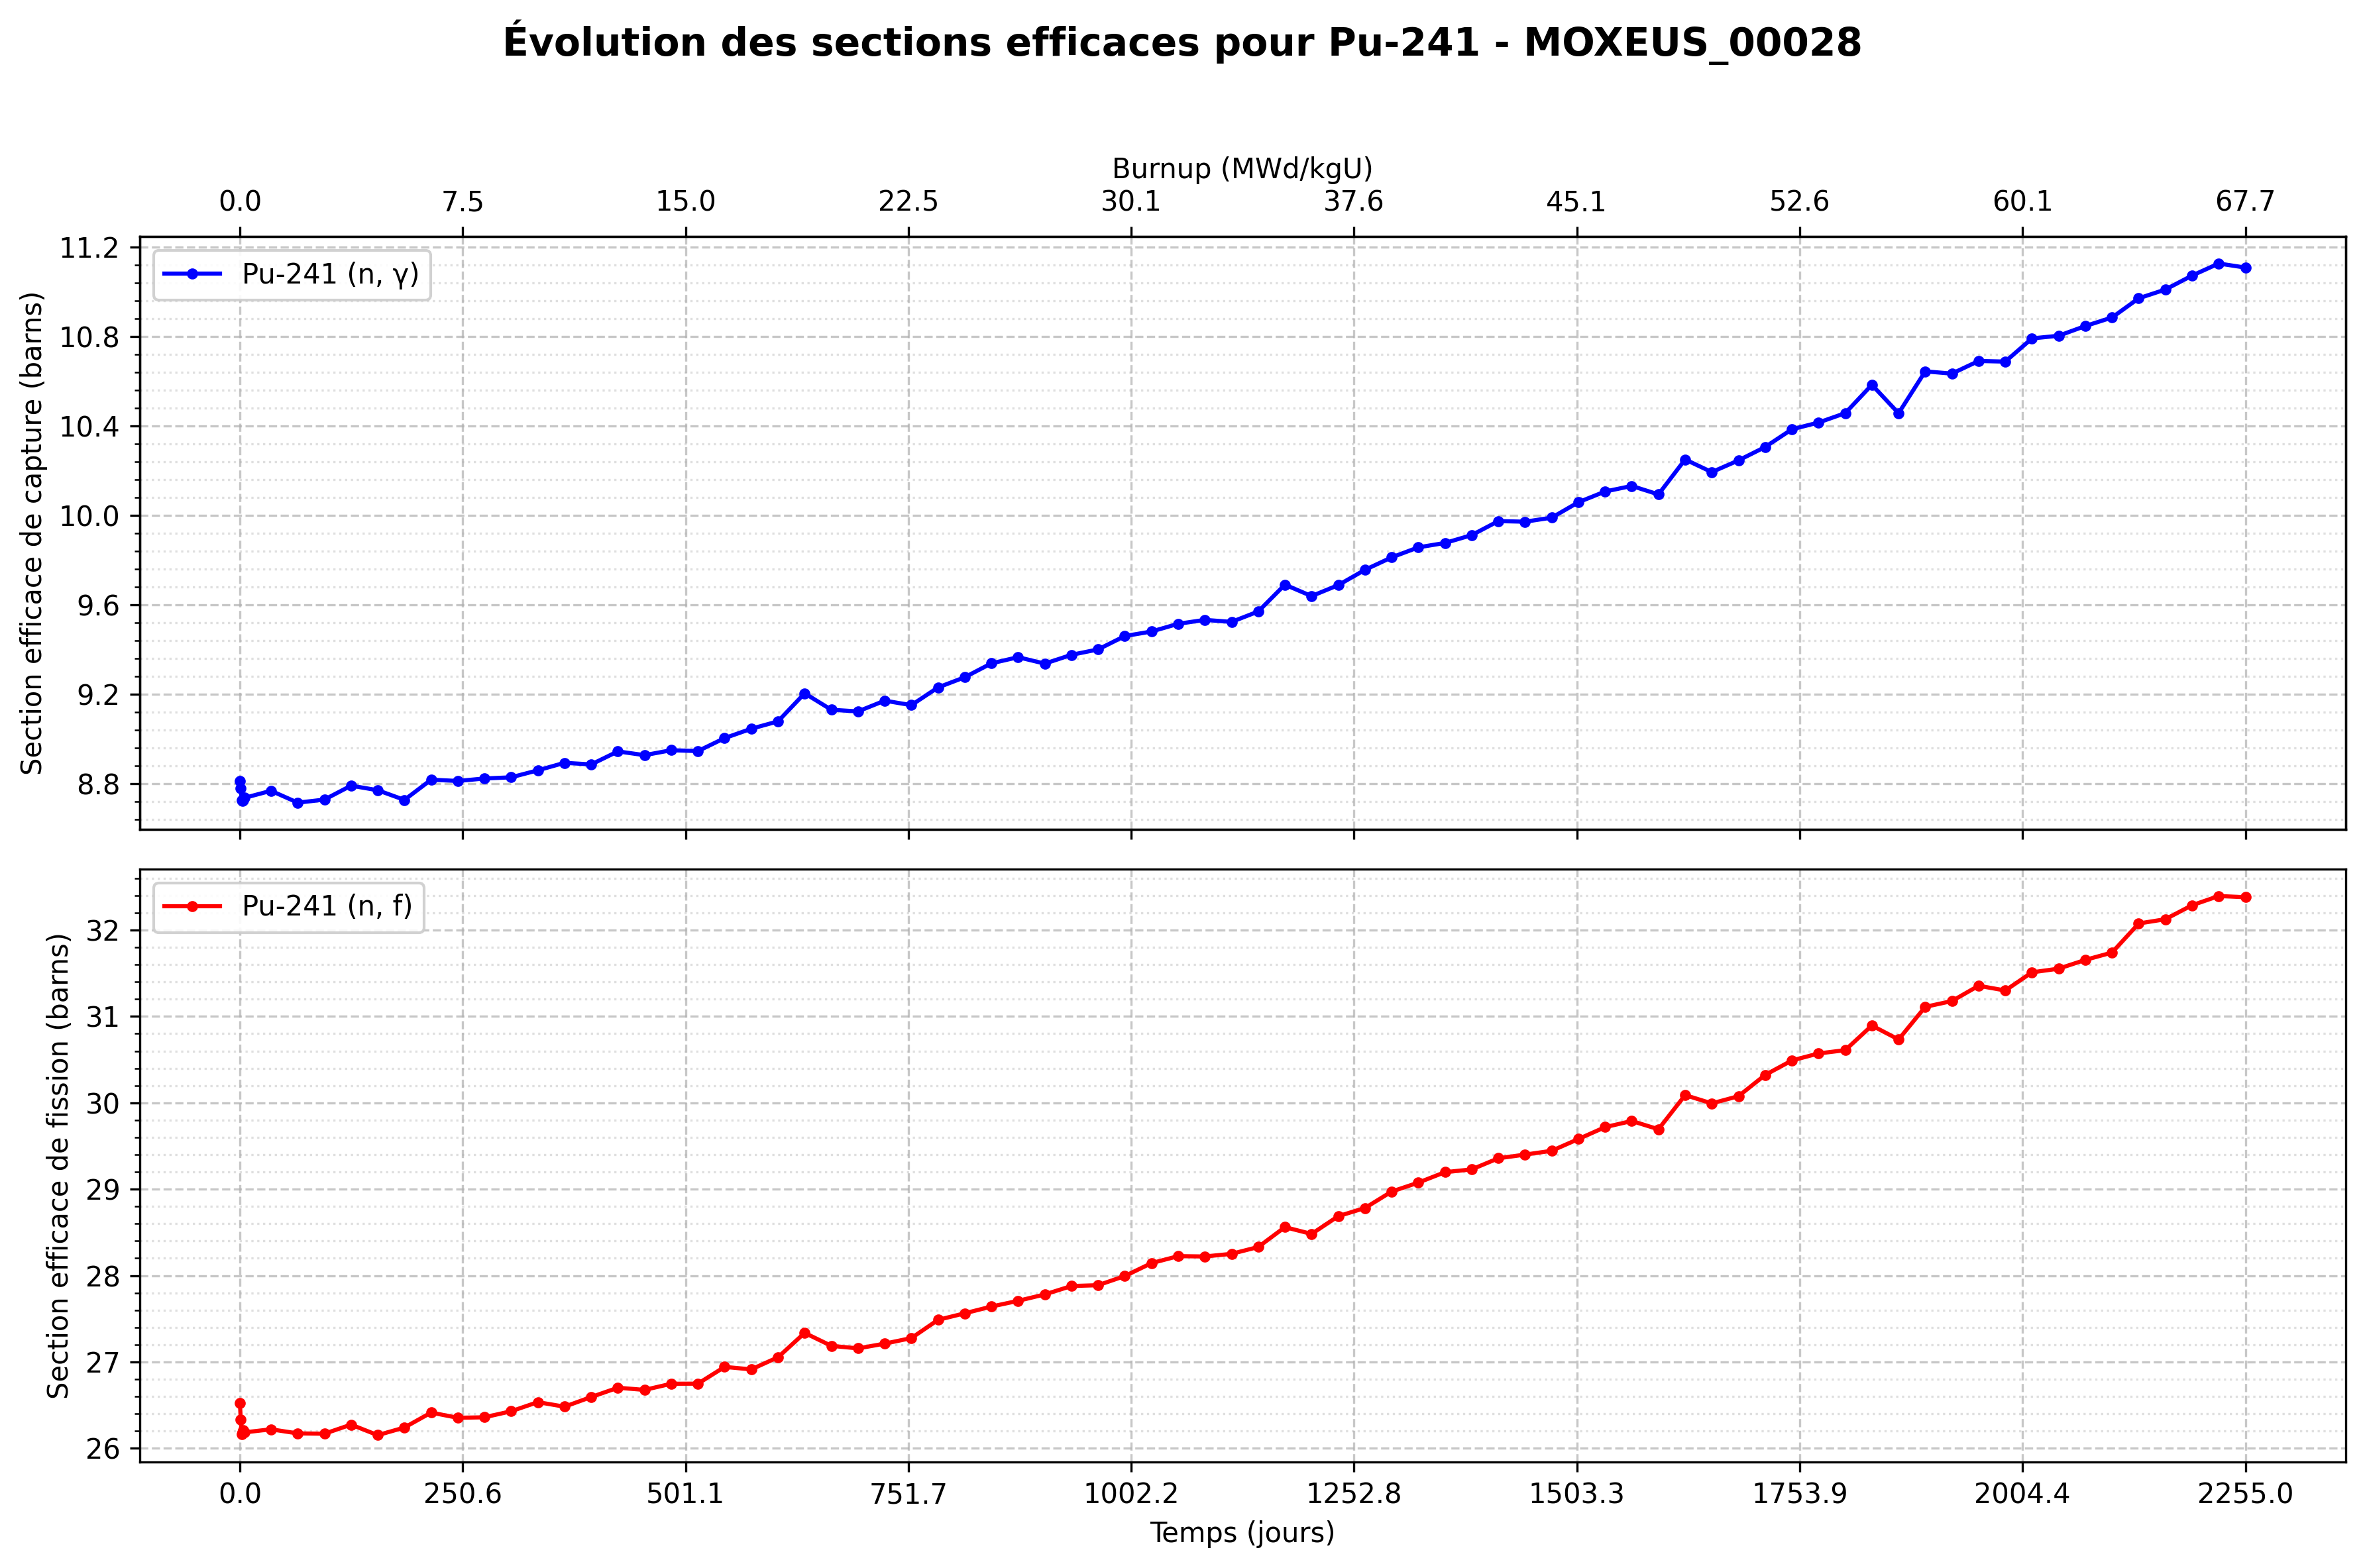 Évolution des sections efficaces pour Pu-241 - MOXEUS_00028
Burnup (MWd/kgU)
0.0 7.5 15.0 22.5 30.1 37.6 45.1 52.6 60.1 67.7
Section efficace de capture (barns)
11.2
10.8
10.4
10.0
9.6
9.2
8.8
Pu-241 (n, γ)
Section efficace de fission (barns)
32
31
30
29
28
27
26
Pu-241 (n, f)
0.0 250.6 501.1 751.7 1002.2 1252.8 1503.3 1753.9 2004.4 2255.0
Temps (jours)